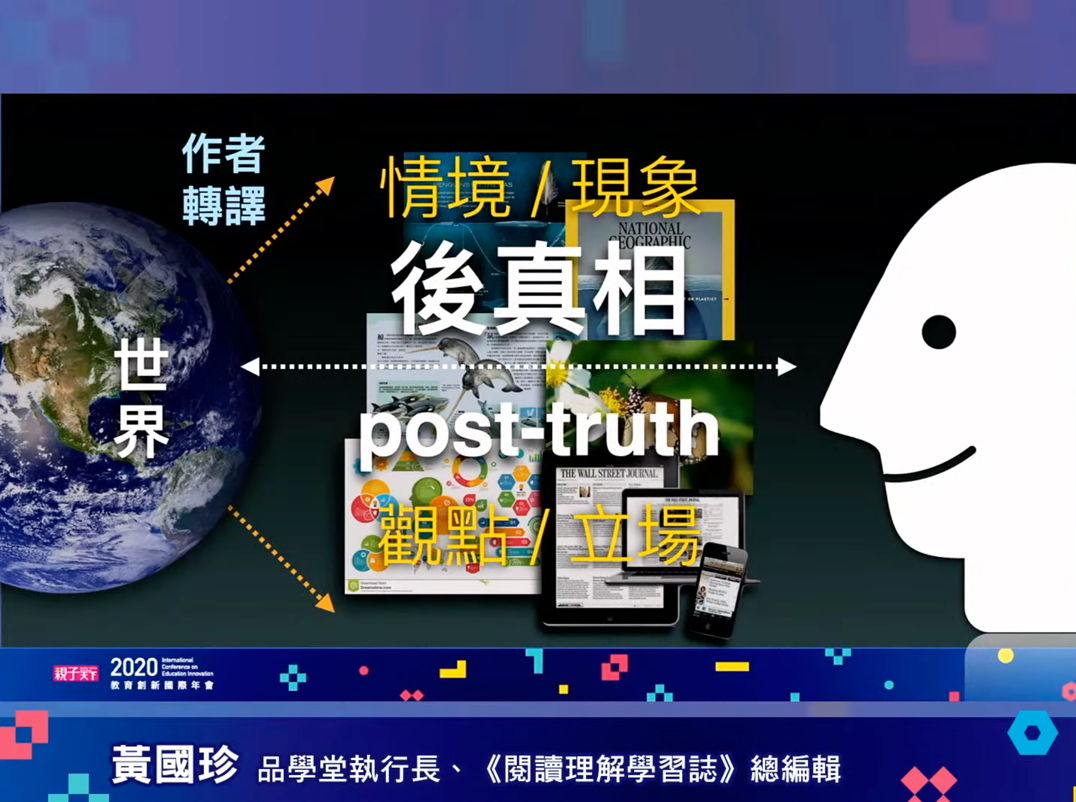 作者
轉譯
情境 / 現象
NATIONAL
GEOGRAPHIC
後真相
OR PLASTIC?
世界
post-truth
THE WALL STREET JOURNAL.
觀點 / 立場
親子天下
2020 International
Conference on
Education Innovation
教育創新國際年會
黃國珍 品學堂執行長、《閱讀理解學習誌》總編輯